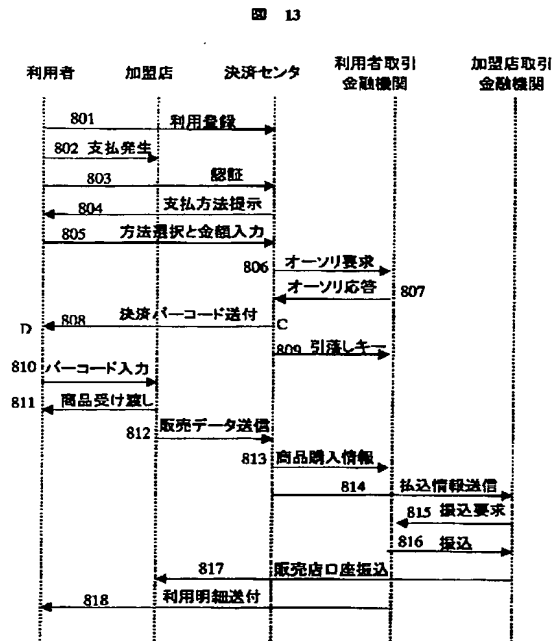 図 13
利用者 加盟店 決済センタ 利用者取引 加盟店取引
金融機関 金融機関
801 利用登録
802 支払発生
803 認証
804 支払方法提示
805 方法選択と金額入力
806 オーソリ要求
オーソリ応答 807
D 808 決済バーコード送付 C
809 引落しキー
810 バーコード入力
811 商品受け渡し
812 販売データ送信
813 商品購入情報
814 払込情報送信
815 振込要求
816 振込
817 販売店口座振込
818 利用明細送付